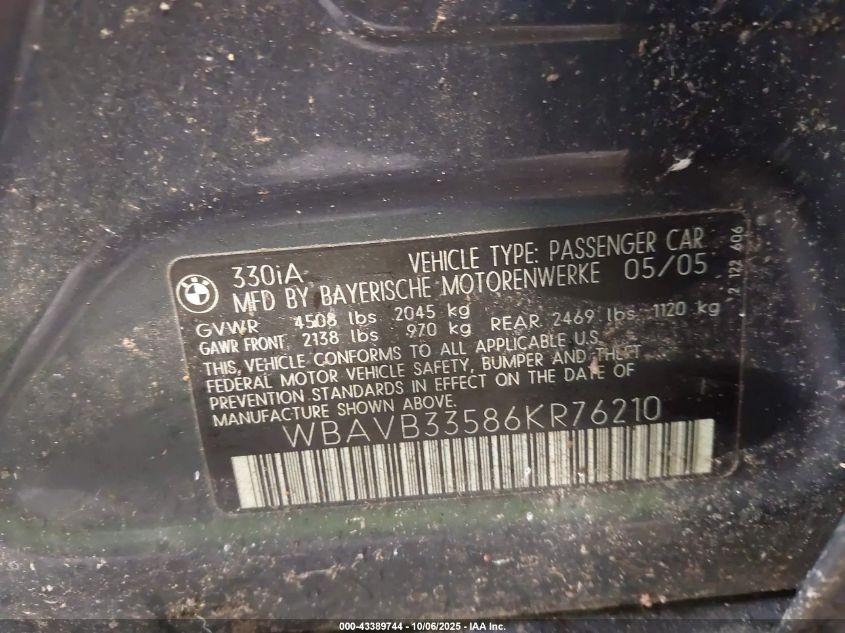 330iA VEHICLE TYPE: PASSENGER CAR
MFD BY BAYERISCHE MOTORENWERKE 05/05
GVWR 4508 lbs 2045 kg
GAWR FRONT 2138 lbs 970 kg REAR 2469 lbs 1120 kg
THIS VEHICLE CONFORMS TO ALL APPLICABLE U.S.
FEDERAL MOTOR VEHICLE SAFETY, BUMPER AND THEFT
PREVENTION STANDARDS IN EFFECT ON THE DATE OF
MANUFACTURE SHOWN ABOVE.
WBAVB33586KR76210
2 122 606
000-43389744 - 10/06/2025 - IAA Inc.